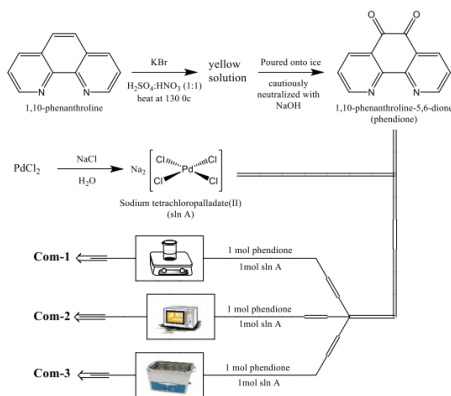 KBr
H₂SO₄:HNO₃ (1:1)
heat at 130 0c
yellow
solution
Poured onto ice
cautiously
neutralized with
NaOH
O O
N N
1,10-phenanthroline
N N
1,10-phenanthroline-5,6-dione
(phendione)
PdCl₂
NaCl
H₂O
Na₂
Cl Cl
Pd
Cl Cl
Sodium tetrachloropalladate(II)
(sln A)
Com-1
1 mol phendione
1mol sln A
Com-2
1 mol phendione
1mol sln A
Com-3
1 mol phendione
1mol sln A